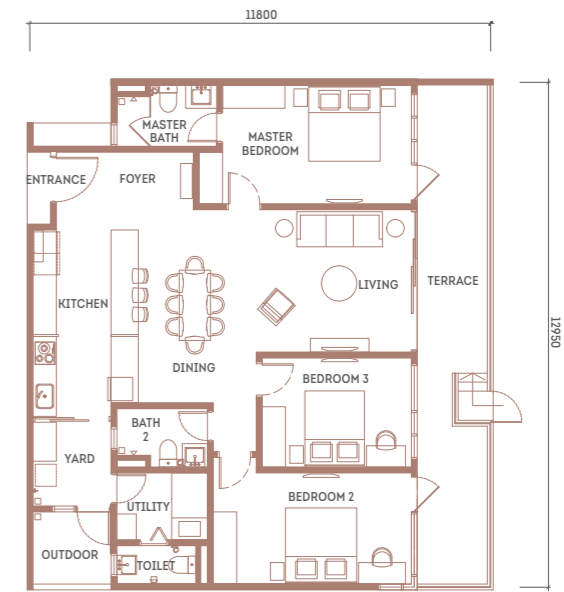 11800
MASTER
BATH
MASTER
BEDROOM
ENTRANCE
FOYER
TERRACE
LIVING
KITCHEN
12950
DINING
BEDROOM 3
BATH
2
YARD
BEDROOM 2
UTILITY
OUTDOOR
TOILET